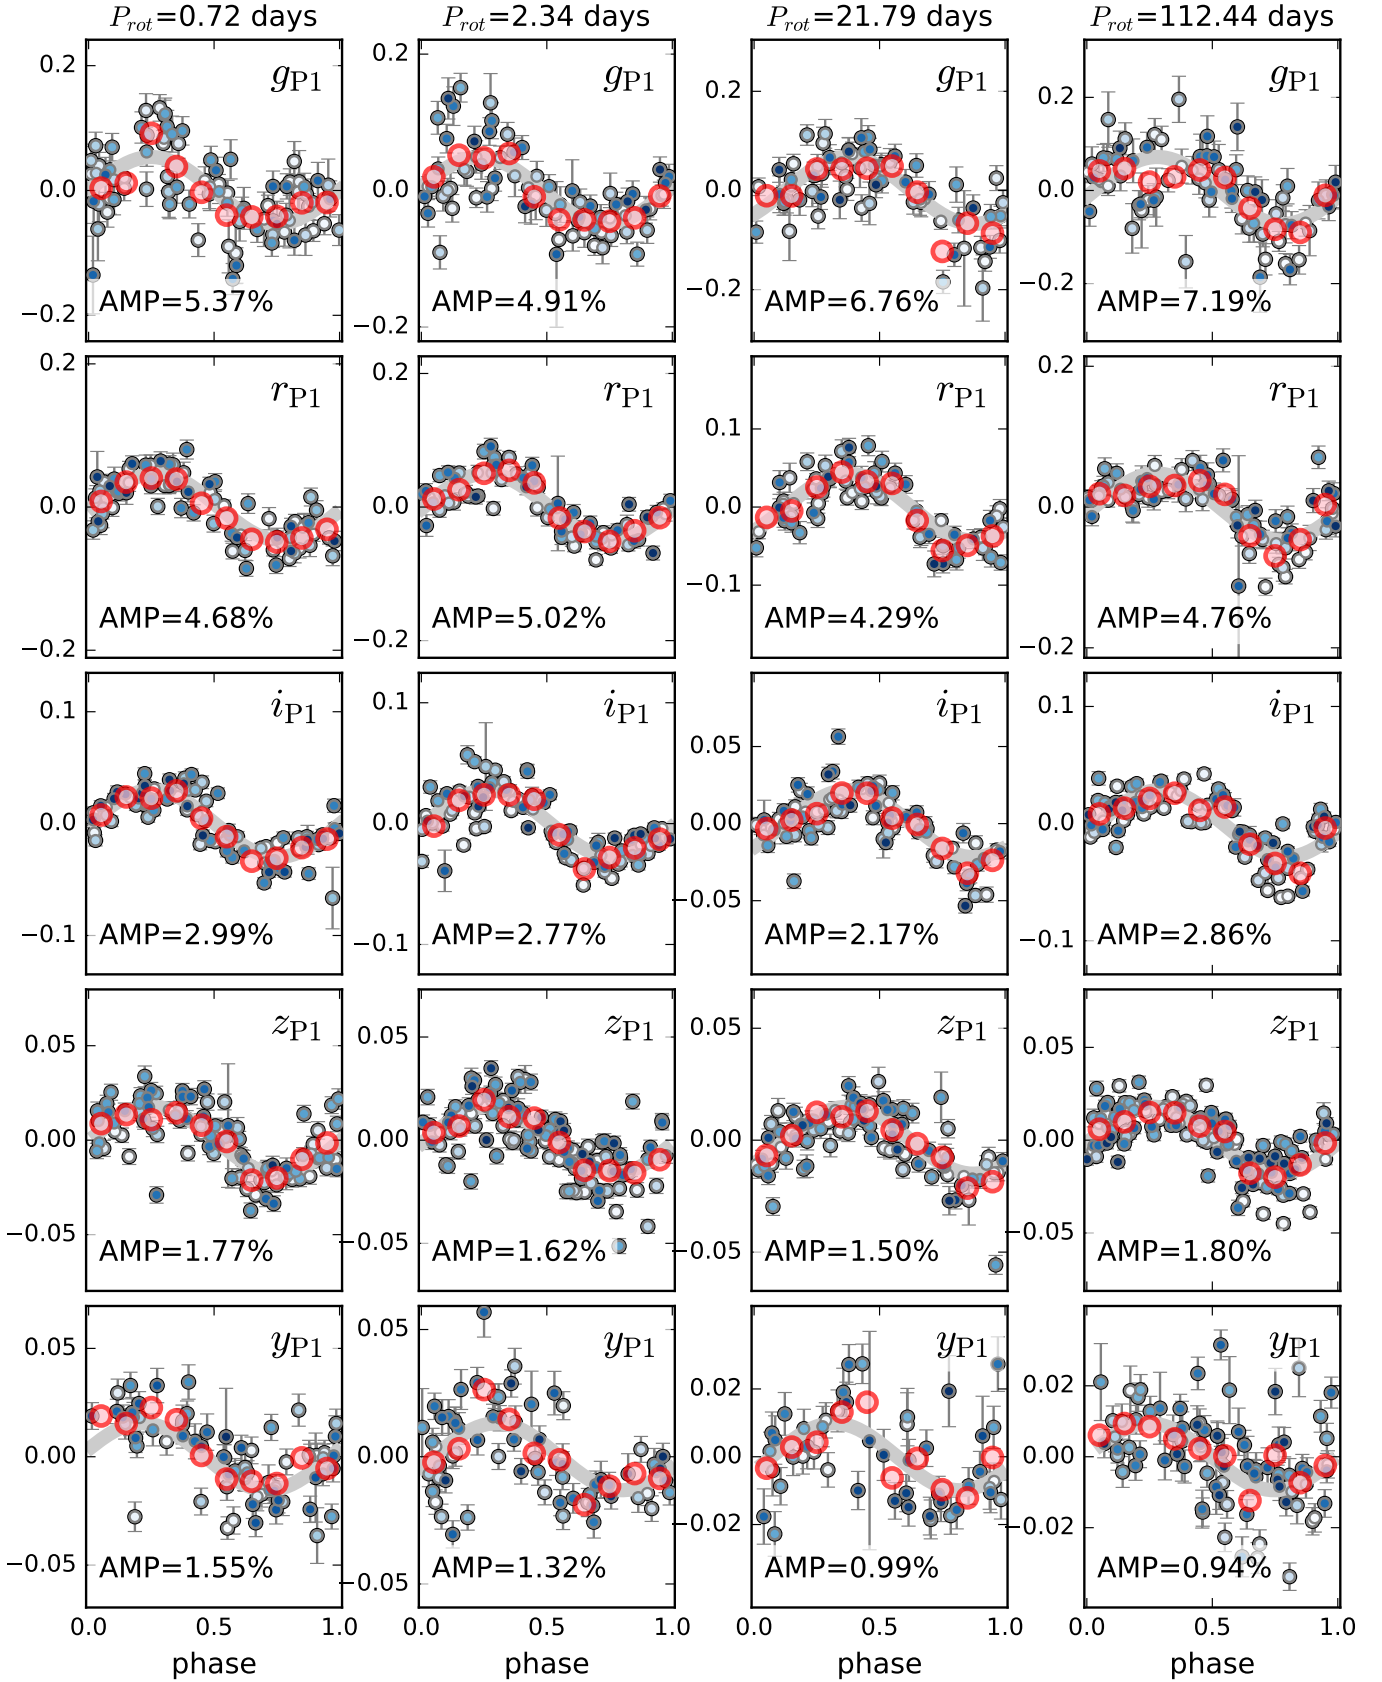 P_rot=0.72 days P_rot=2.34 days P_rot=21.79 days P_rot=112.44 days
0.2 0.0 −0.2 g_P1 AMP=5.37%
0.2 0.0 −0.2 g_P1 AMP=4.91%
0.2 0.0 −0.2 g_P1 AMP=6.76%
0.2 0.0 −0.2 g_P1 AMP=7.19%
0.2 0.0 −0.2 r_P1 AMP=4.68%
0.2 0.0 −0.2 r_P1 AMP=5.02%
0.1 0.0 −0.1 r_P1 AMP=4.29%
0.2 0.0 −0.2 r_P1 AMP=4.76%
0.1 0.0 −0.1 i_P1 AMP=2.99%
0.1 0.0 −0.1 i_P1 AMP=2.77%
0.05 0.00 −0.05 i_P1 AMP=2.17%
0.1 0.0 −0.1 i_P1 AMP=2.86%
0.05 0.00 −0.05 z_P1 AMP=1.77%
0.05 0.00 −0.05 z_P1 AMP=1.62%
0.05 0.00 −0.05 z_P1 AMP=1.50%
0.05 0.00 −0.05 z_P1 AMP=1.80%
0.05 0.00 −0.05 y_P1 AMP=1.55%
0.05 0.00 −0.05 y_P1 AMP=1.32%
0.02 0.00 −0.02 y_P1 AMP=0.99%
0.02 0.00 −0.02 y_P1 AMP=0.94%
0.0 0.5 1.0 0.0 0.5 1.0 0.0 0.5 1.0 0.0 0.5 1.0
phase phase phase phase